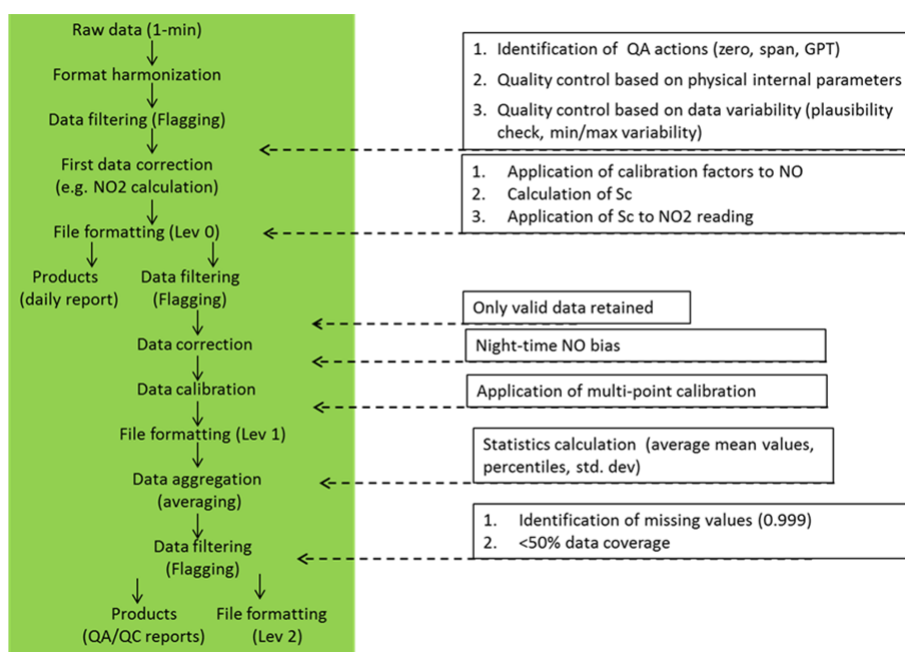 Raw data (1-min)
Format harmonization
Data filtering (Flagging)
First data correction
(e.g. NO2 calculation)
File formatting (Lev 0)
Products
(daily report)
Data filtering
(Flagging)
Data correction
Data calibration
File formatting (Lev 1)
Data aggregation
(averaging)
Data filtering
(Flagging)
Products
(QA/QC reports)
File formatting
(Lev 2)
1. Identification of QA actions (zero, span, GPT)
2. Quality control based on physical internal parameters
3. Quality control based on data variability (plausibility
check, min/max variability)
1. Application of calibration factors to NO
2. Calculation of Sc
3. Application of Sc to NO2 reading
Only valid data retained
Night-time NO bias
Application of multi-point calibration
Statistics calculation (average mean values,
percentiles, std. dev)
1. Identification of missing values (0.999)
2. <50% data coverage